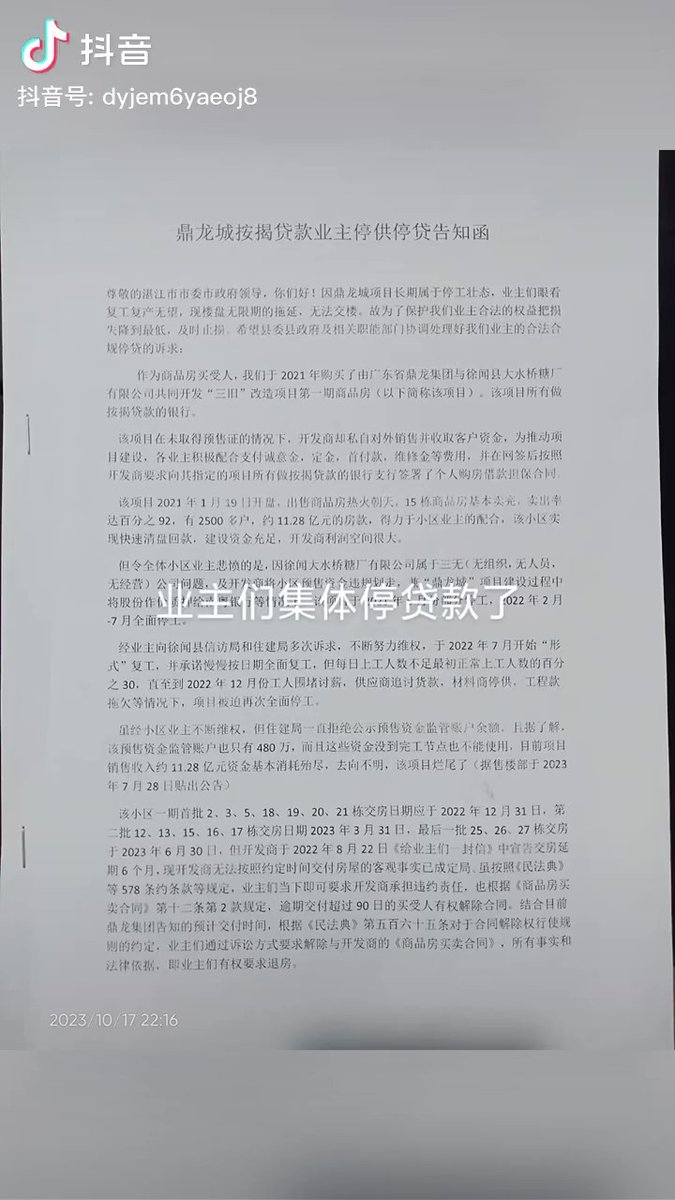 抖音
抖音号: dyjem6yaeoj8
鼎龙城按揭贷款业主停供停贷告知函
尊敬的湛江市市委市政府领导，你们好！因鼎龙城项目长期属于停工壮态，业主们眼看
复工复产无望，现楼盘无限期的拖延，无法交楼。故为了保护我们业主合法的权益把损
失降到最低，及时止损。希望县委县政府及相关职能部门协调处理好我们业主的合法合
规停贷的诉求：
作为商品房买受人，我们于 2021 年购买了由广东省鼎龙集团与徐闻县大水桥糖厂
有限公司共同开发“三旧”改造项目第一期商品房（以下简称该项目）。该项目所有做
按揭贷款的银行。
该项目在未取得预售证的情况下，开发商却私自对外销售并收取客户资金，为推动项
目建设，各业主积极配合支付诚意金，定金，首付款，维修金等费用，并在网签后按照
开发商要求向其指定的项目所有做按揭贷款的银行支行签署了个人购房借款担保合同。
该项目 2021 年 1 月 19 日开盘，出售商品房热火朝天，15 栋商品房基本卖完，卖出率
达百分之 92，有 2500 多户，约 11.28 亿元的房款，得力于小区业主的配合，该小区实
现快速清盘回款，建设资金充足，开发商利润空间很大。
但令全体小区业主悲愤的是，因徐闻大水桥糖厂有限公司属于三无（无组织，无人员，
无经营）公司问题，及开发商将小区预售资金违护划走，“鼎龙城”项目建设过程中
将股份作
业主们集体停贷款了
停工，2022 年 2 月
-7 月全面停工。
经业主向徐闻县信访局和住建局多次诉求，不断努力维权，于 2022 年 7 月开始“形
式”复工，并承诺慢慢按日期全面复工，但每日上工人数不足最初正常上工人数的百分
之 30，直至到 2022 年 12 月份工人围堵讨薪，供应商追讨货款，材料商停供，工程款
拖欠等情况下，项目被迫再次全面停工。
虽经小区业主不断维权，但住建局一直拒绝公示预售资金监管账户余额。且据了解，
该预售资金监管账户也只有 480 万，而且这些资金没到完工节点也不能使用，目前项目
销售收入约 11.28 亿元资金基本消耗殆尽，去向不明，该项目烂尾了（据售楼部于 2023
年 7 月 28 日贴出公告）
该小区一期首批 2、3、5、18、19、20、21 栋交房日期应于 2022 年 12 月 31 日，第
二批 12、13、15、16、17 栋交房日期 2023 年 3 月 31 日，最后一批 25、26、27 栋交房
于 2023 年 6 月 30 日，但开发商于 2022 年 8 月 22 日《给业主们一封信》中宣告交房延
期 6 个月，现开发商无法按照约定时间交付房屋的客观事实已成定局。虽按照《民法典》
等 578 条约条款等规定，业主们当下即可要求开发商承担违约责任，也根据《商品房买
卖合同》第十二条第 2 款规定，逾期交付超过 90 日的买受人有权解除合同。结合目前
鼎龙集团告知的预计交付时间，根据《民法典》第五百六十五条对于合同解除权行使规
则的约定，业主们通过诉讼方式要求解除与开发商的《商品房买卖合同》，所有事实和
法律依据，即业主们有权要求退房。
2023/10/17 22:16